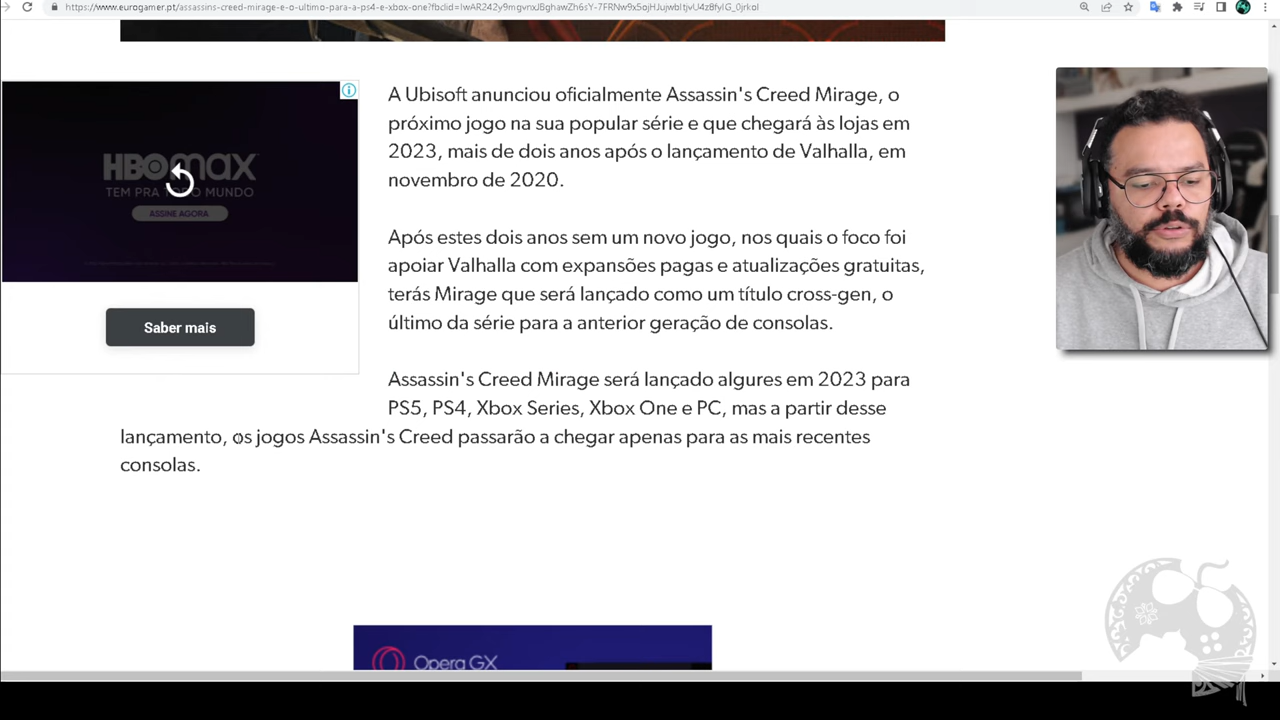 https://www.eurogamer.pt/assassins-creed-mirage-e-o-ultimo-para-a-ps4-e-xbox-one?fbclid=IwAR242y9mgvnxJBghawZh6sY-7FRNw9x5ojHJujwbItjvU4z8fyIG_0jrkoI
A Ubisoft anunciou oficialmente Assassin's Creed Mirage, o
próximo jogo na sua popular série e que chegará às lojas em
2023, mais de dois anos após o lançamento de Valhalla, em
novembro de 2020.
HBOMAX
TEM PRA TODO MUNDO
ASSINE AGORA
Após estes dois anos sem um novo jogo, nos quais o foco foi
apoiar Valhalla com expansões pagas e atualizações gratuitas,
terás Mirage que será lançado como um título cross-gen, o
último da série para a anterior geração de consolas.
Saber mais
Assassin's Creed Mirage será lançado algures em 2023 para
PS5, PS4, Xbox Series, Xbox One e PC, mas a partir desse
lançamento, os jogos Assassin's Creed passarão a chegar apenas para as mais recentes
consolas.
Opera GX